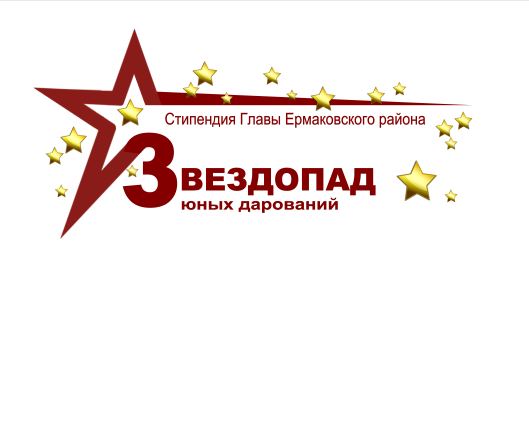 Стипендия Главы Ермаковского района
ЗВЕЗДОПАД
юных дарований